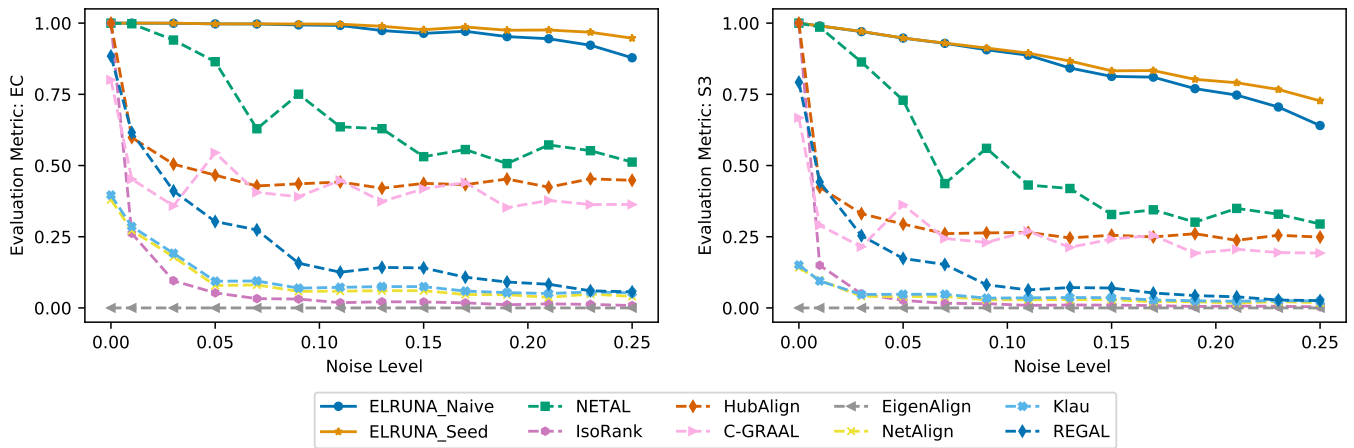 1.00
0.75
0.50
0.25
0.00
Evaluation Metric: EC
0.00 0.05 0.10 0.15 0.20 0.25
Noise Level
1.00
0.75
0.50
0.25
0.00
Evaluation Metric: S3
0.00 0.05 0.10 0.15 0.20 0.25
Noise Level
ELRUNA_Naive NETAL HubAlign EigenAlign Klau
ELRUNA_Seed IsoRank C-GRAAL NetAlign REGAL